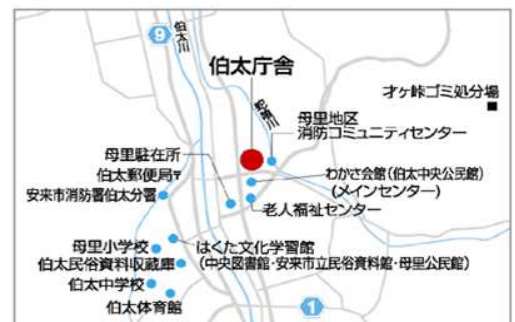 9
伯太川
伯太庁舎
才ヶ峠ゴミ処分場
母里地区
消防コミュニティセンター
母里駐在所
伯太郵便局〒
安来市消防署伯太分署
わかさ会館(伯太中央公民館)
(メインセンター)
老人福祉センター
母里小学校
はくた文化学習館
伯太民俗資料収蔵庫
(中央図書館・安来市立民俗資料館・母里公民館)
伯太中学校
伯太体育館
1